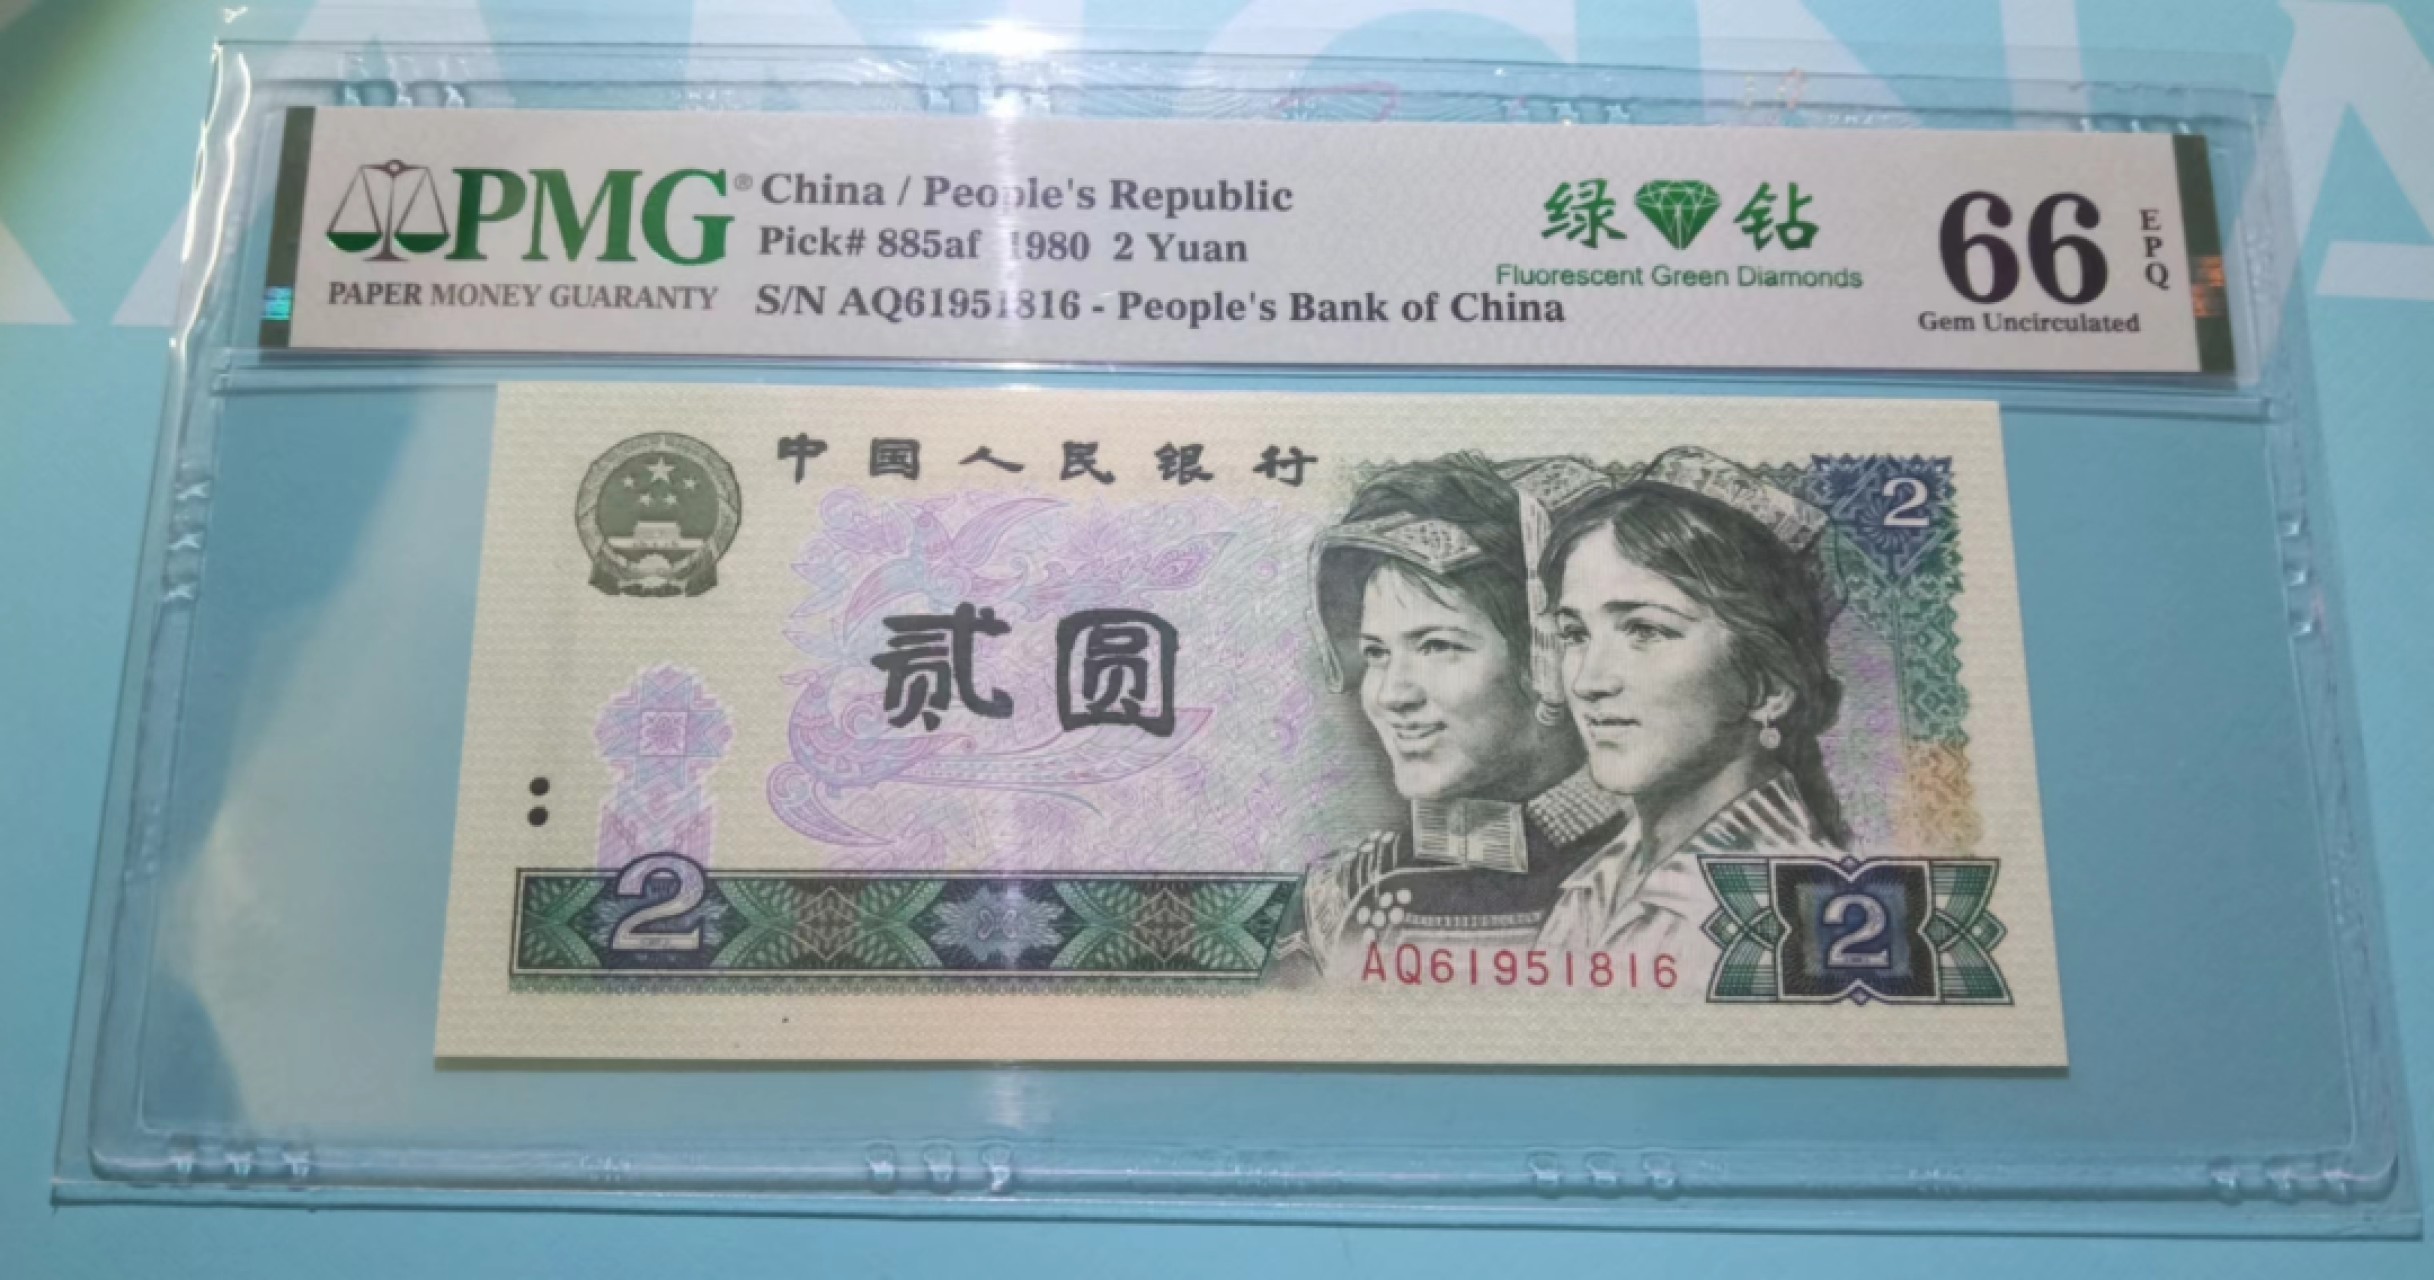 PMG®
PAPER MONEY GUARANTY
China / People's Republic
Pick# 885af 1980 2 Yuan
S/N AQ61951816 - People's Bank of China
绿 钻
Fluorescent Green Diamonds
66
EPQ
Gem Uncirculated
中国人民银行
2
贰圆
2
2
AQ61951816